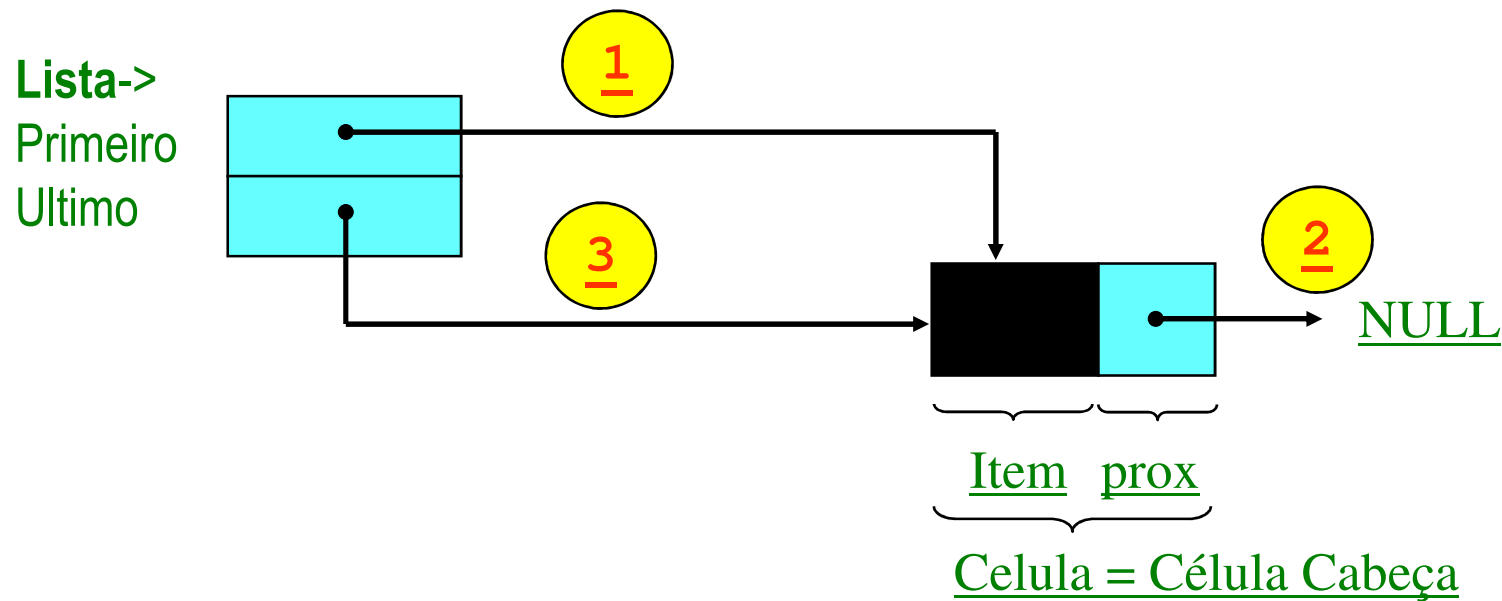 Lista->
Primeiro
Ultimo
1
3
2
NULL
Item prox
Celula = Célula Cabeça